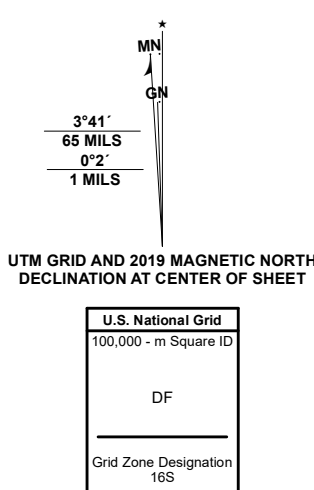 ★
MN
GN
3°41´
65 MILS
0°2´
1 MILS
UTM GRID AND 2019 MAGNETIC NORTH
DECLINATION AT CENTER OF SHEET
U.S. National Grid
100,000 - m Square ID
DF
Grid Zone Designation
16S